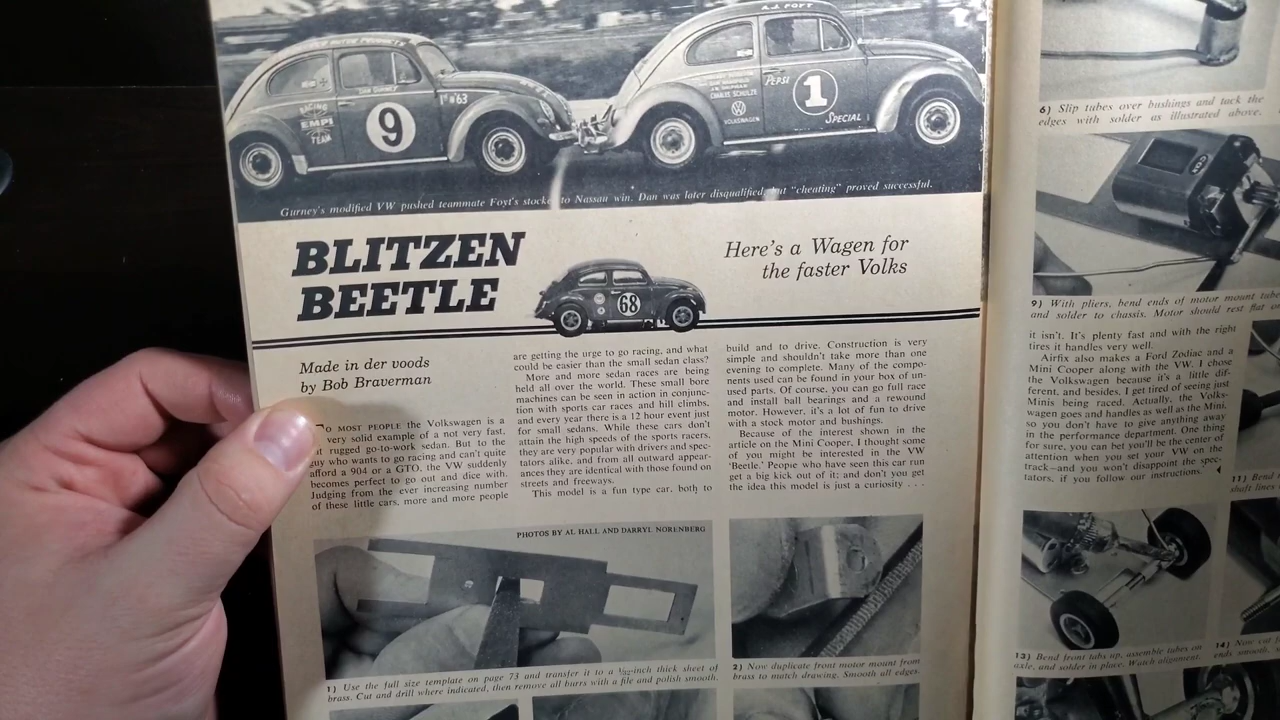 DAN GURNEY
RACING
EMPI
TEAM
9
A.J. FOYT
PEPSI
CHARLES SCHULZE
VOLKSWAGEN
1
SPECIAL
Gurney's modified VW pushed teammate Foyt's stocker to Nassau win. Dan was later disqualified, but "cheating" proved successful.
BLITZEN
BEETLE
68
Here's a Wagen for
the faster Volks
Made in der voods
by Bob Braverman
TO MOST PEOPLE the Volkswagen is a
very solid example of a not very fast,
rugged go-to-work sedan. But to the
guy who wants to go racing and can't quite
afford a 904 or a GTO, the VW suddenly
becomes perfect to go out and dice with.
Judging from the ever increasing number
of these little cars, more and more people
are getting the urge to go racing, and what
could be easier than the small sedan class?
More and more sedan races are being
held all over the world. These small bore
machines can be seen in action in conjunc-
tion with sports car races and hill climbs,
and every year there is a 12 hour event just
for small sedans. While these cars don't
attain the high speeds of the sports racers,
they are very popular with drivers and spec-
tators alike, and from all outward appear-
ances they are identical with those found on
streets and freeways.
This model is a fun type car, both to
build and to drive. Construction is very
simple and shouldn't take more than one
evening to complete. Many of the compo-
nents used can be found in your box of un-
used parts. Of course, you can go full race
and install ball bearings and a rewound
motor. However, it's a lot of fun to drive
with a stock motor and bushings.
Because of the interest shown in the
article on the Mini Cooper, I thought some
of you might be interested in the VW
'Beetle.' People who have seen this car run
get a big kick out of it; and don't you get
the idea this model is just a curiosity . . .
PHOTOS BY AL HALL AND DARRYL NORENBERG
1) Use the full size template on page 73 and transfer it to a 1/32-inch thick sheet of
brass. Cut and drill where indicated, then remove all burrs with a file and polish smooth.
2) Now duplicate front motor mount from
brass to match drawing. Smooth all edges.
6) Slip tubes over bushings and tack the
edges with solder as illustrated above.
COX
9) With pliers, bend ends of motor mount tube
and solder to chassis. Motor should rest flat
it isn't. It's plenty fast and with the right
tires it handles very well.
Airfix also makes a Ford Zodiac and a
Mini Cooper along with the VW. I chose
the Volkswagen because it's a little dif-
ferent, and besides, I get tired of seeing just
Minis being raced. Actually, the Volks-
wagen goes and handles as well as the Mini,
so you don't have to give anything away
in the performance department. One thing
for sure, you can bet you'll be the center of
attention when you set your VW on the
track—and you won't disappoint the spec-
tators, if you follow our instructions.
11) Bend
shaft lines
13) Bend front tabs up, assemble tubes on
axle, and solder in place. Watch alignment.
14) Now cut
ends smooth,